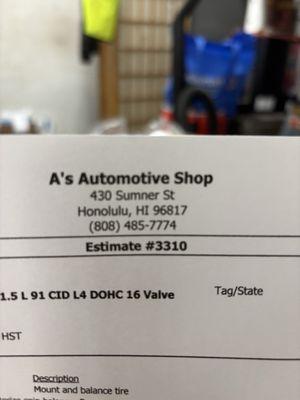 A's Automotive Shop
430 Sumner St
Honolulu, HI 96817
(808) 485-7774
Estimate #3310
1.5 L 91 CID L4 DOHC 16 Valve Tag/State
HST
Description
Mount and balance tire